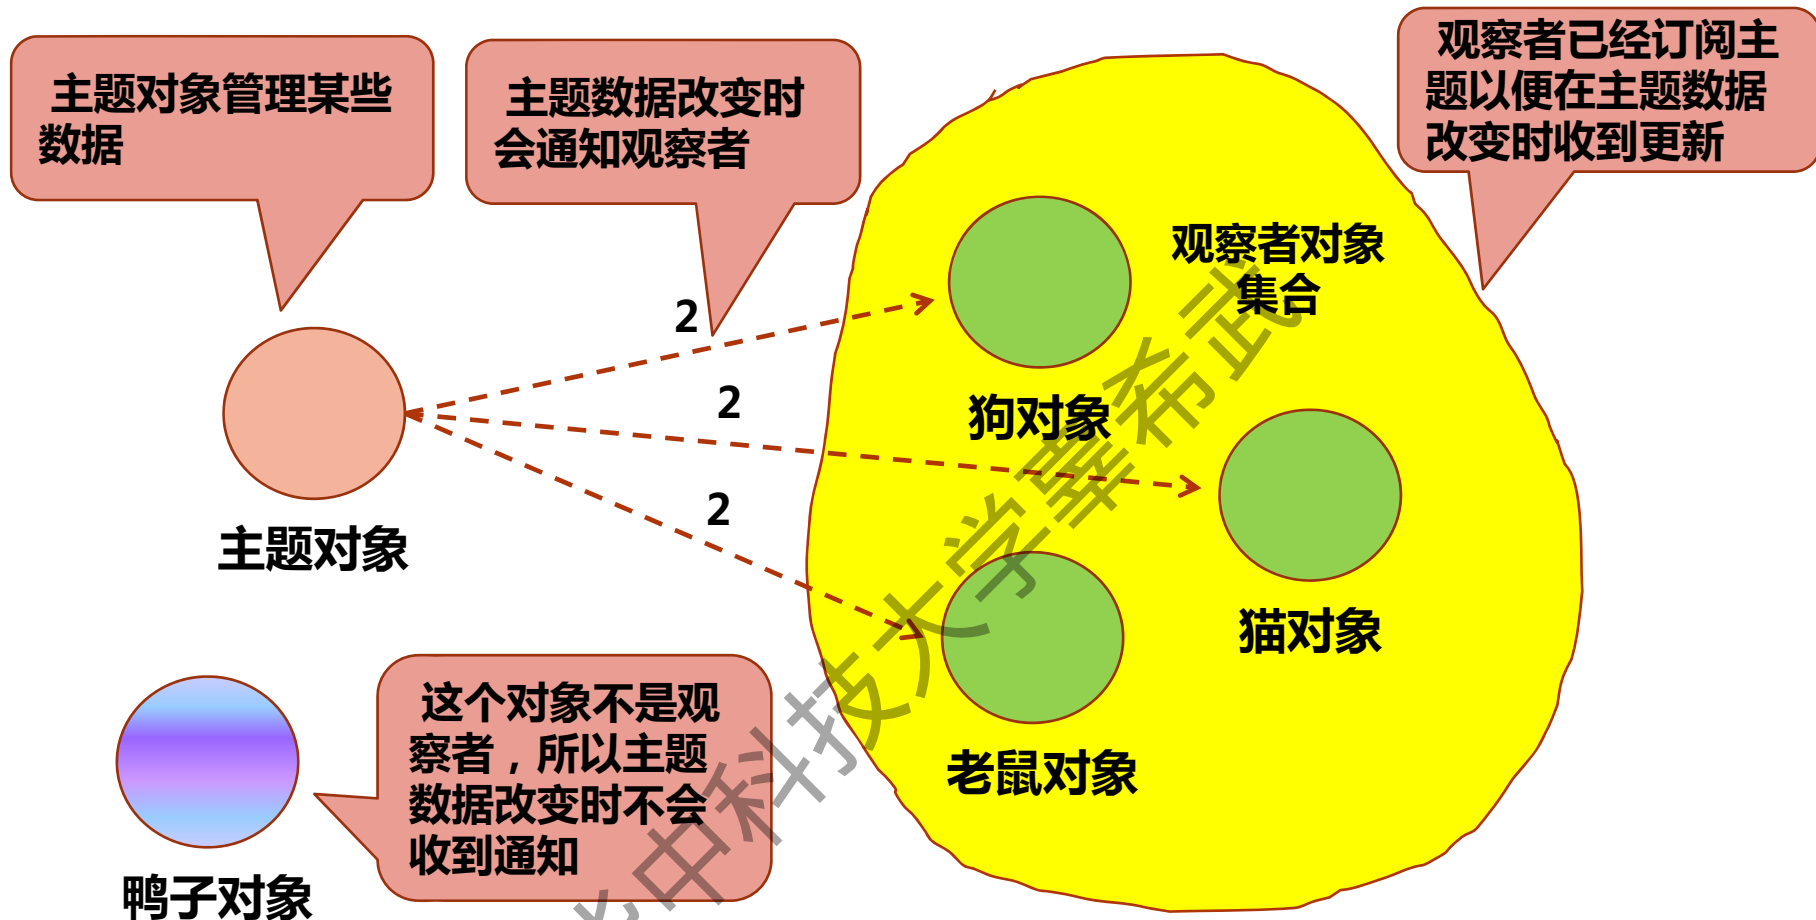 主题对象管理某些
数据
主题数据改变时
会通知观察者
观察者已经订阅主
题以便在主题数据
改变时收到更新
观察者对象
集合
2
2
2
狗对象
猫对象
老鼠对象
主题对象
这个对象不是观
察者，所以主题
数据改变时不会
收到通知
鸭子对象
华中科技大学辜希武